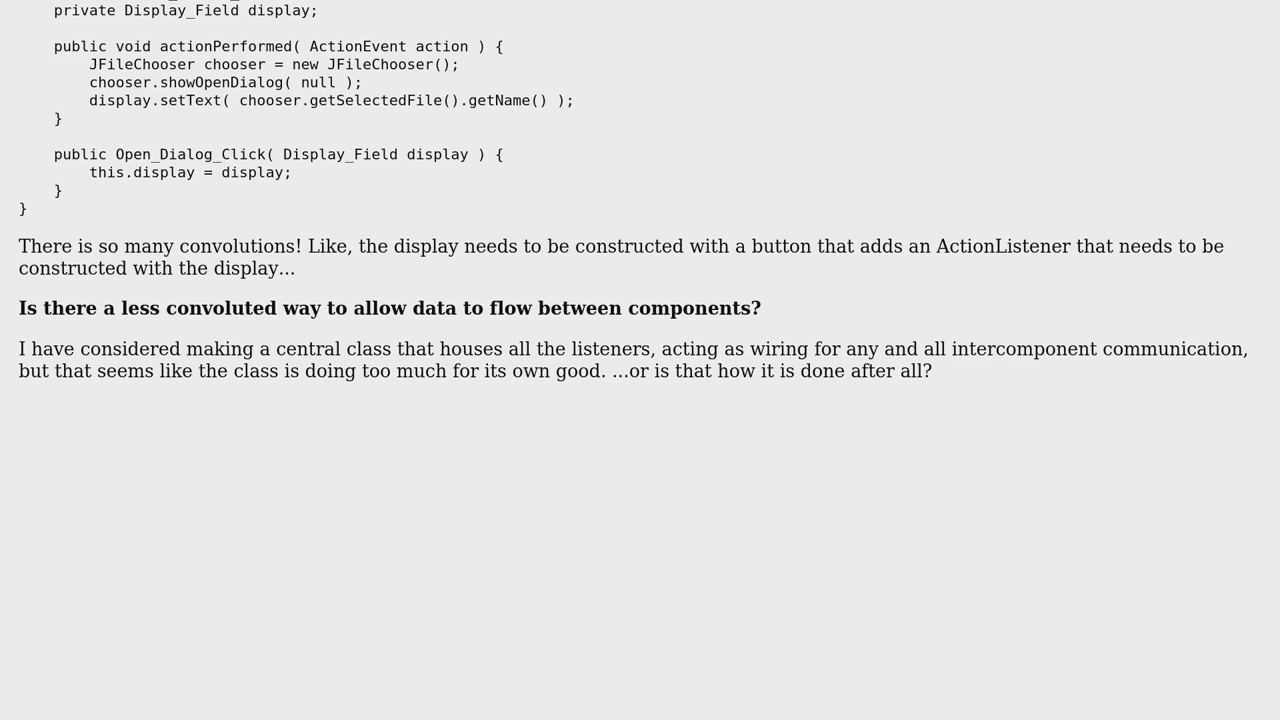 private Display_Field display;
public void actionPerformed( ActionEvent action ) {
JFileChooser chooser = new JFileChooser();
chooser.showOpenDialog( null );
display.setText( chooser.getSelectedFile().getName() );
}
public Open_Dialog_Click( Display_Field display ) {
this.display = display;
}
}
There is so many convolutions! Like, the display needs to be constructed with a button that adds an ActionListener that needs to be
constructed with the display...
Is there a less convoluted way to allow data to flow between components?
I have considered making a central class that houses all the listeners, acting as wiring for any and all intercomponent communication,
but that seems like the class is doing too much for its own good. ...or is that how it is done after all?